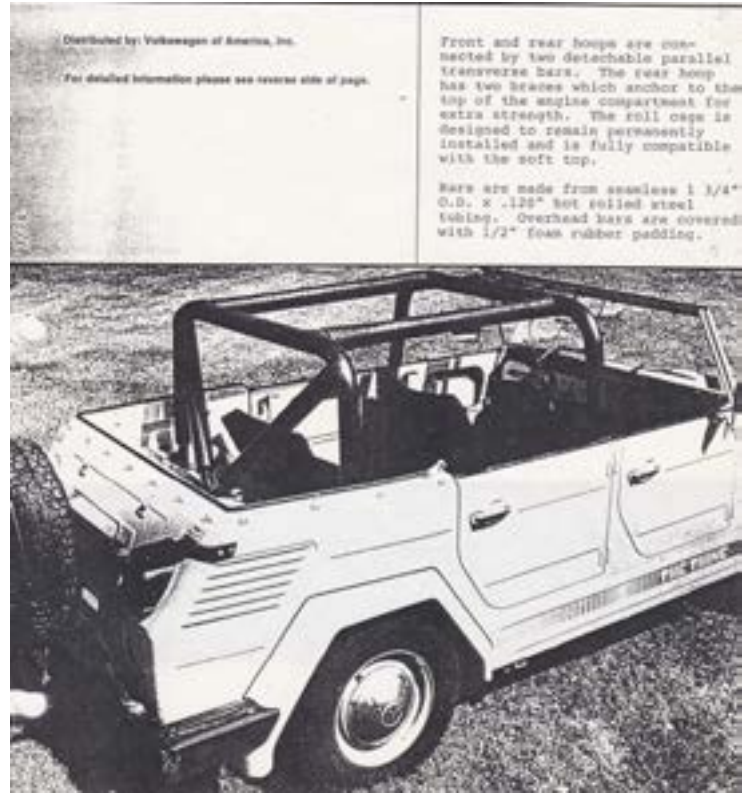 Distributed by: Volkswagen of America, Inc.
For detailed information please see reverse side of page.
Front and rear hoops are con-
nected by two detachable parallel
transverse bars. The rear hoop
has two braces which anchor to the
top of the engine compartment for
extra strength. The roll cage is
designed to remain permanently
installed and is fully compatible
with the soft top.
Bars are made from seamless 1 3/4"
O.D. x .120" hot rolled steel
tubing. Overhead bars are covered
with 1/2" foam rubber padding.